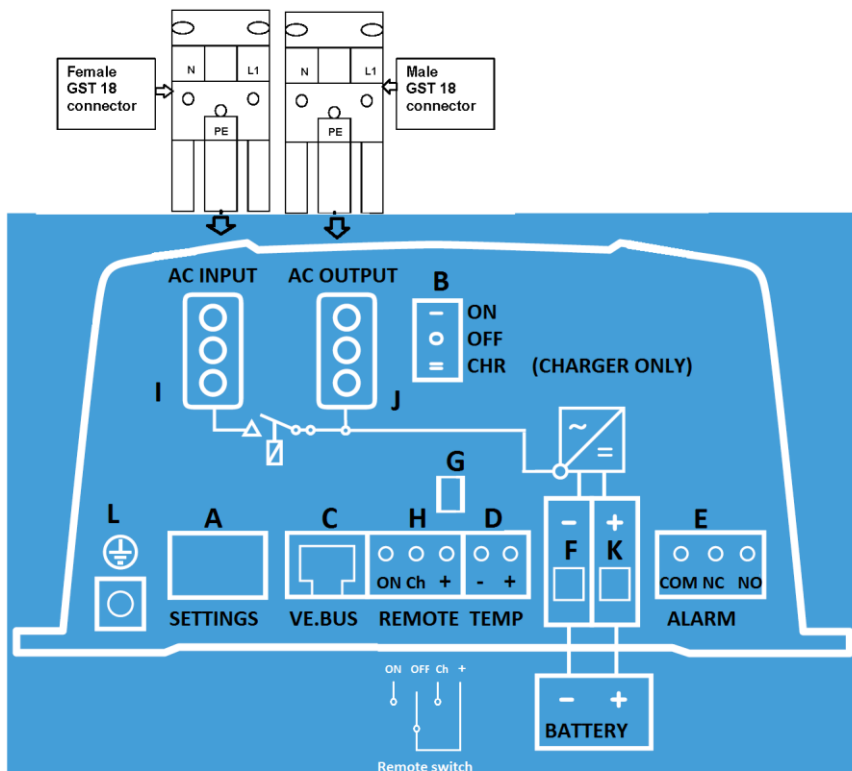 Female
GST 18
connector
N L1
PE
N L1
PE
Male
GST 18
connector
AC INPUT
AC OUTPUT
B
ON
OFF
CHR (CHARGER ONLY)
I
J
~
=
G
L
A
SETTINGS
C
VE.BUS
H
ON Ch +
REMOTE
D
- +
TEMP
- +
F K
E
COM NC NO
ALARM
- +
BATTERY
ON OFF Ch +
Remote switch